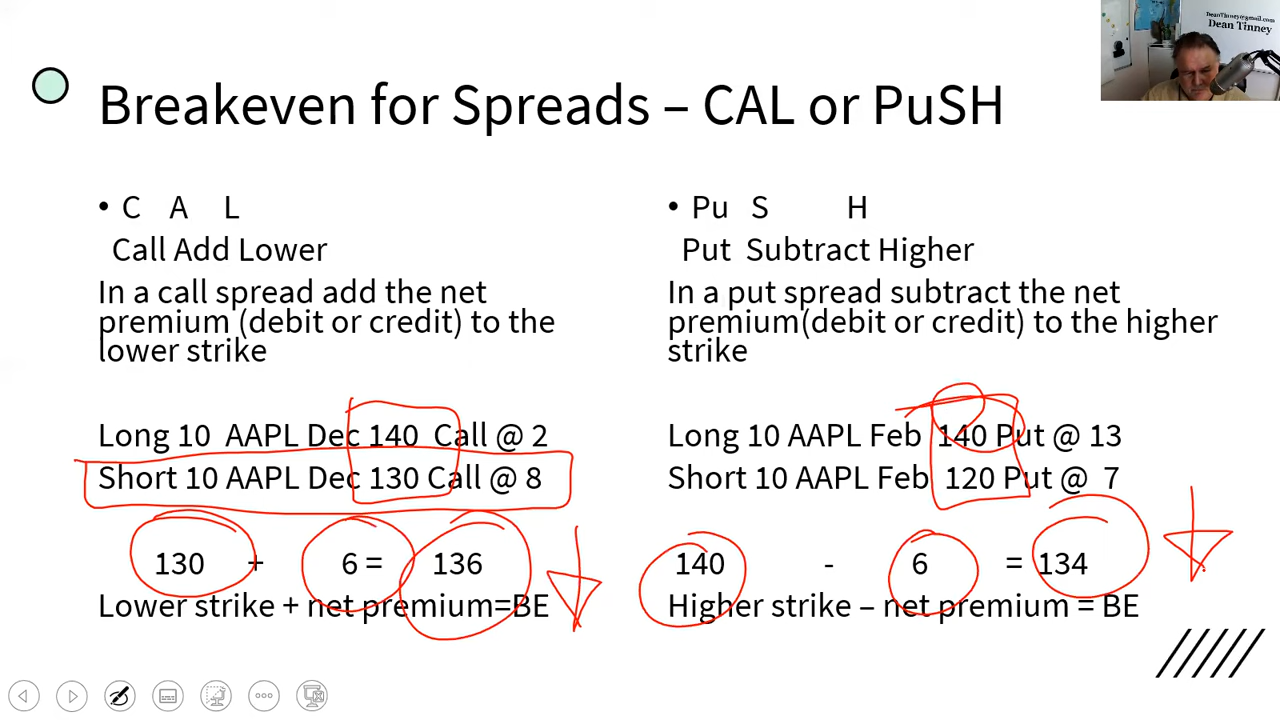 DeanTinney@gmail.com
Dean Tinney
Breakeven for Spreads – CAL or PuSH
• C A L
Call Add Lower
In a call spread add the net
premium (debit or credit) to the
lower strike
Long 10 AAPL Dec 140 Call @ 2
Short 10 AAPL Dec 130 Call @ 8
130 + 6 = 136
Lower strike + net premium=BE
• Pu S H
Put Subtract Higher
In a put spread subtract the net
premium(debit or credit) to the higher
strike
Long 10 AAPL Feb 140 Put @ 13
Short 10 AAPL Feb 120 Put @ 7
140 - 6 = 134
Higher strike – net premium = BE